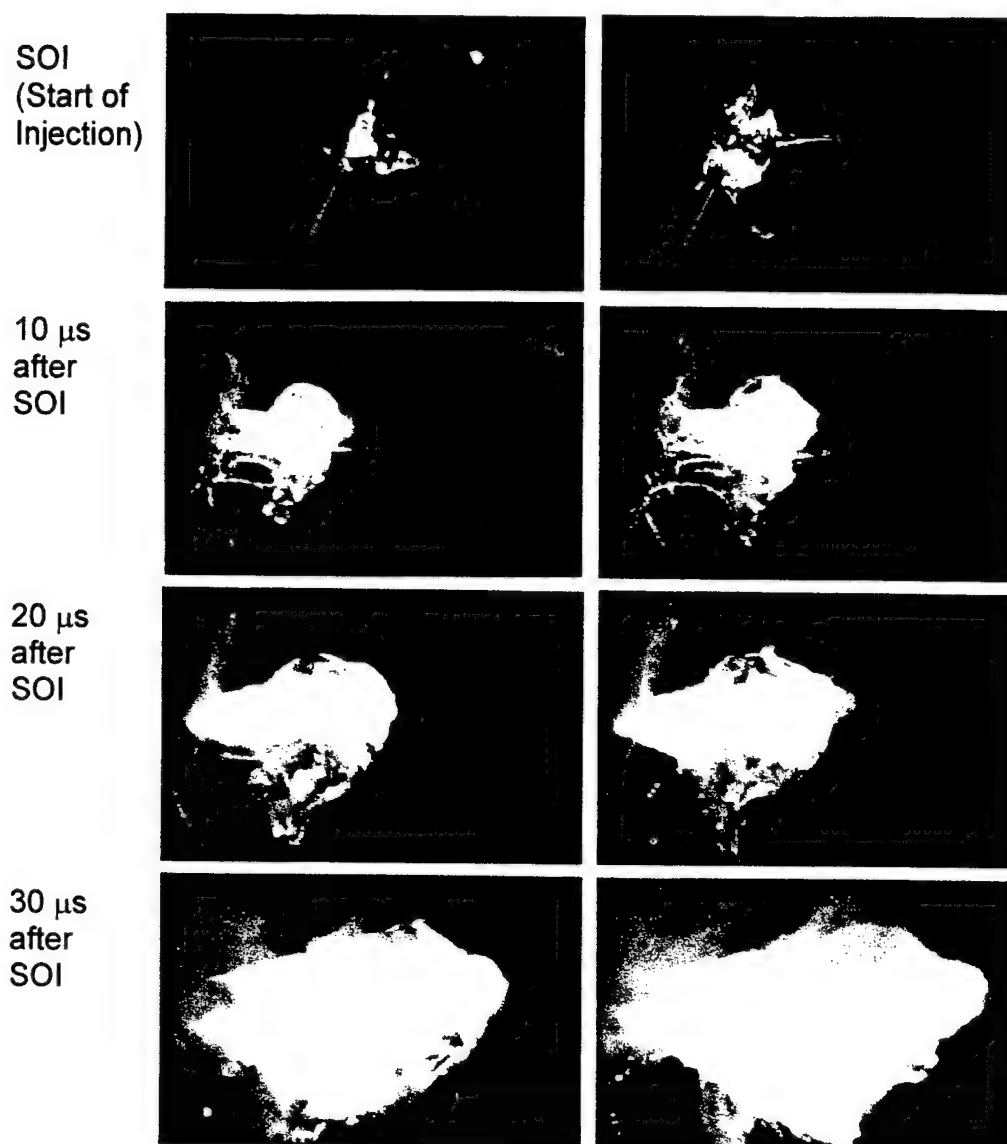 SOI
(Start of
Injection)
10 μs
after
SOI
20 μs
after
SOI
30 μs
after
SOI